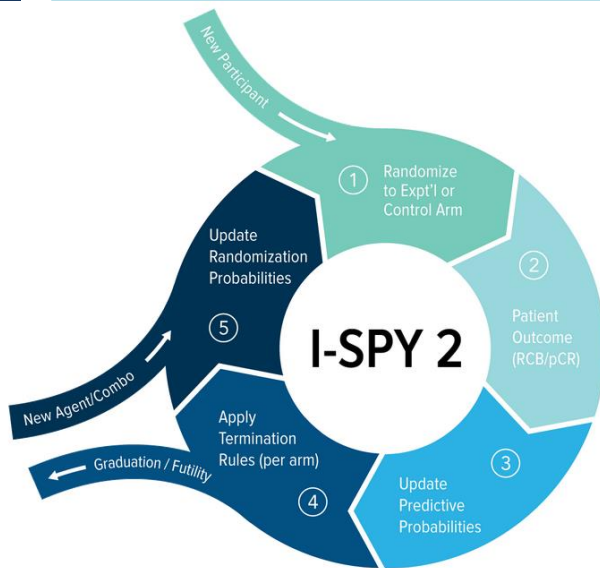 New Participant
1
Randomize
to Expt'l or
Control Arm
2
Patient
Outcome
(RCB/pCR)
3
Update
Predictive
Probabilities
4
Apply
Termination
Rules (per arm)
Graduation / Futility
5
Update
Randomization
Probabilities
New Agent/Combo
I-SPY 2